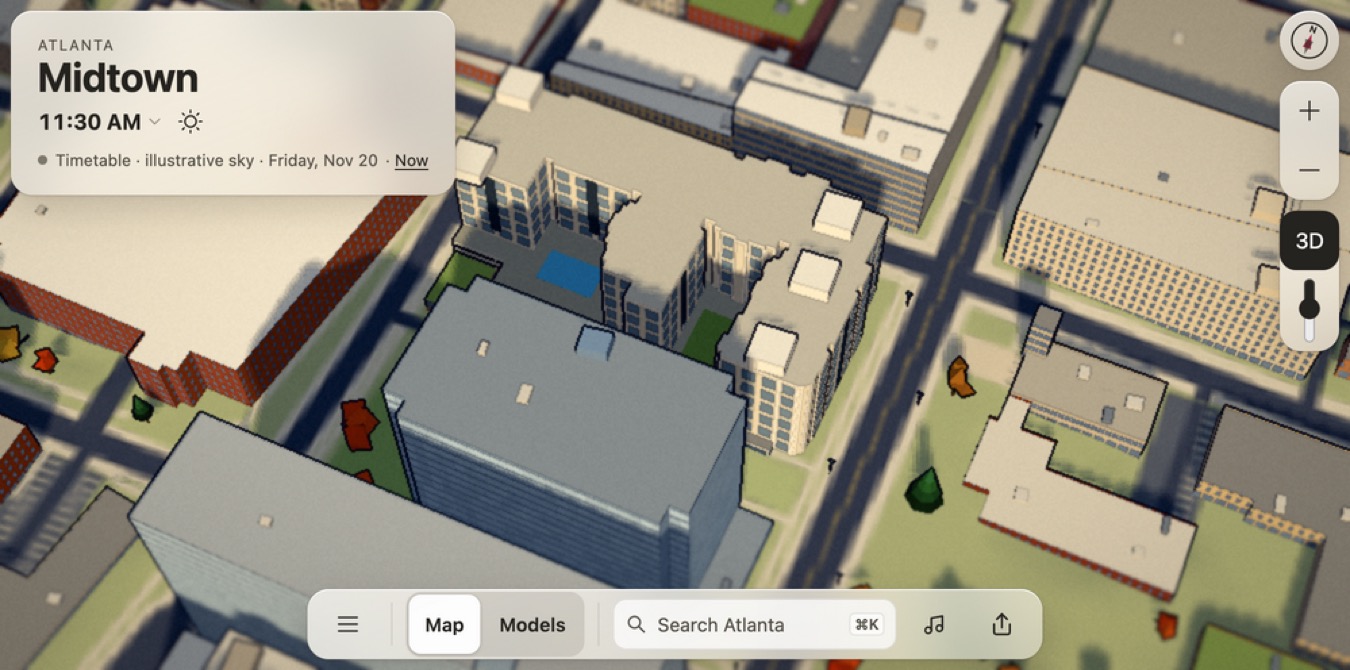 ATLANTA
Midtown
11:30 AM
Timetable · illustrative sky · Friday, Nov 20 · Now
N
+
−
3D
Map Models Search Atlanta ⌘K